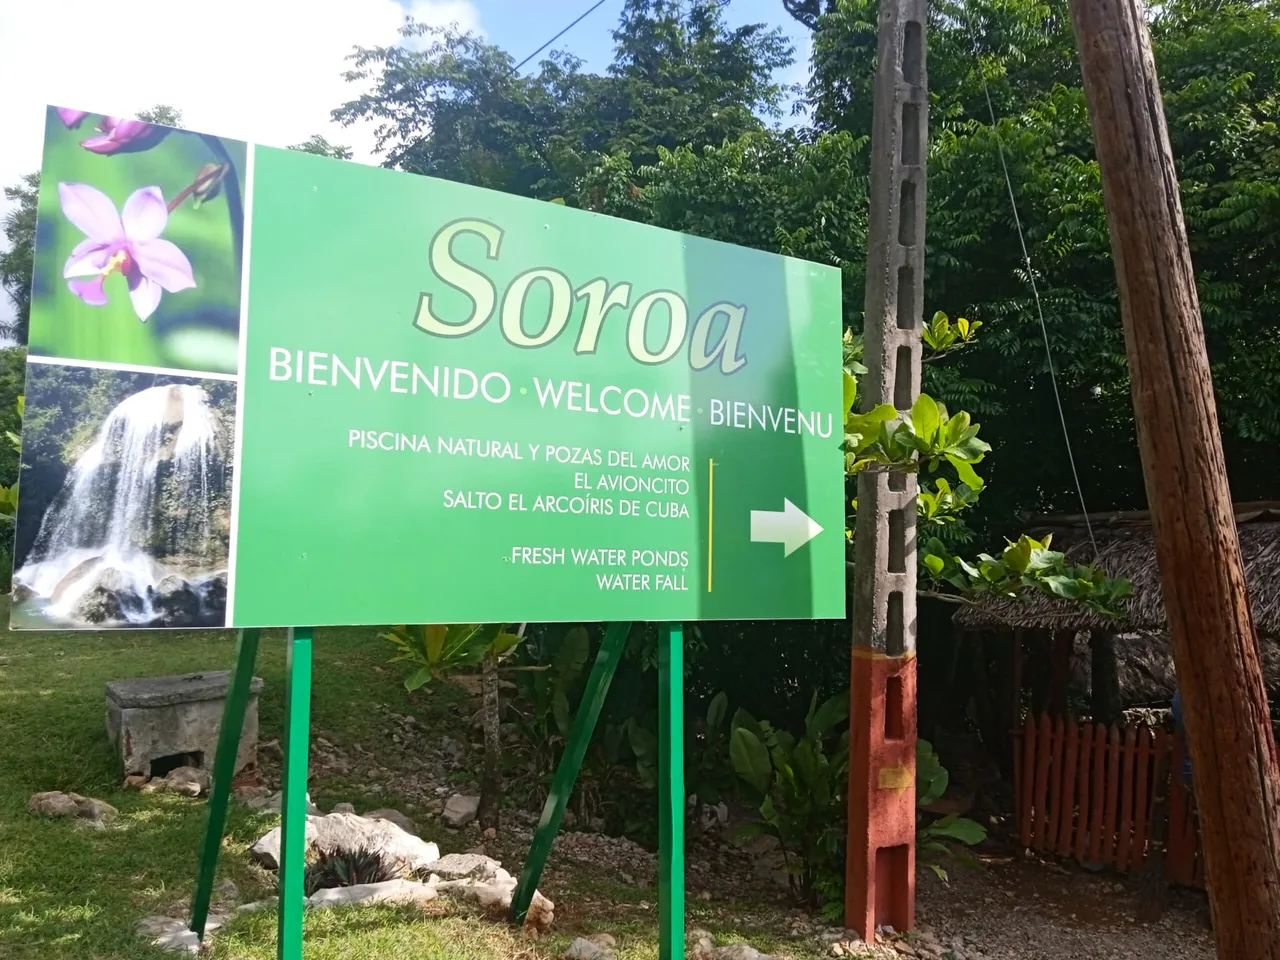 Soroa
BIENVENIDO · WELCOME · BIENVENU
PISCINA NATURAL Y POZAS DEL AMOR
EL AVIONCITO
SALTO EL ARCOÍRIS DE CUBA
FRESH WATER PONDS
WATER FALL